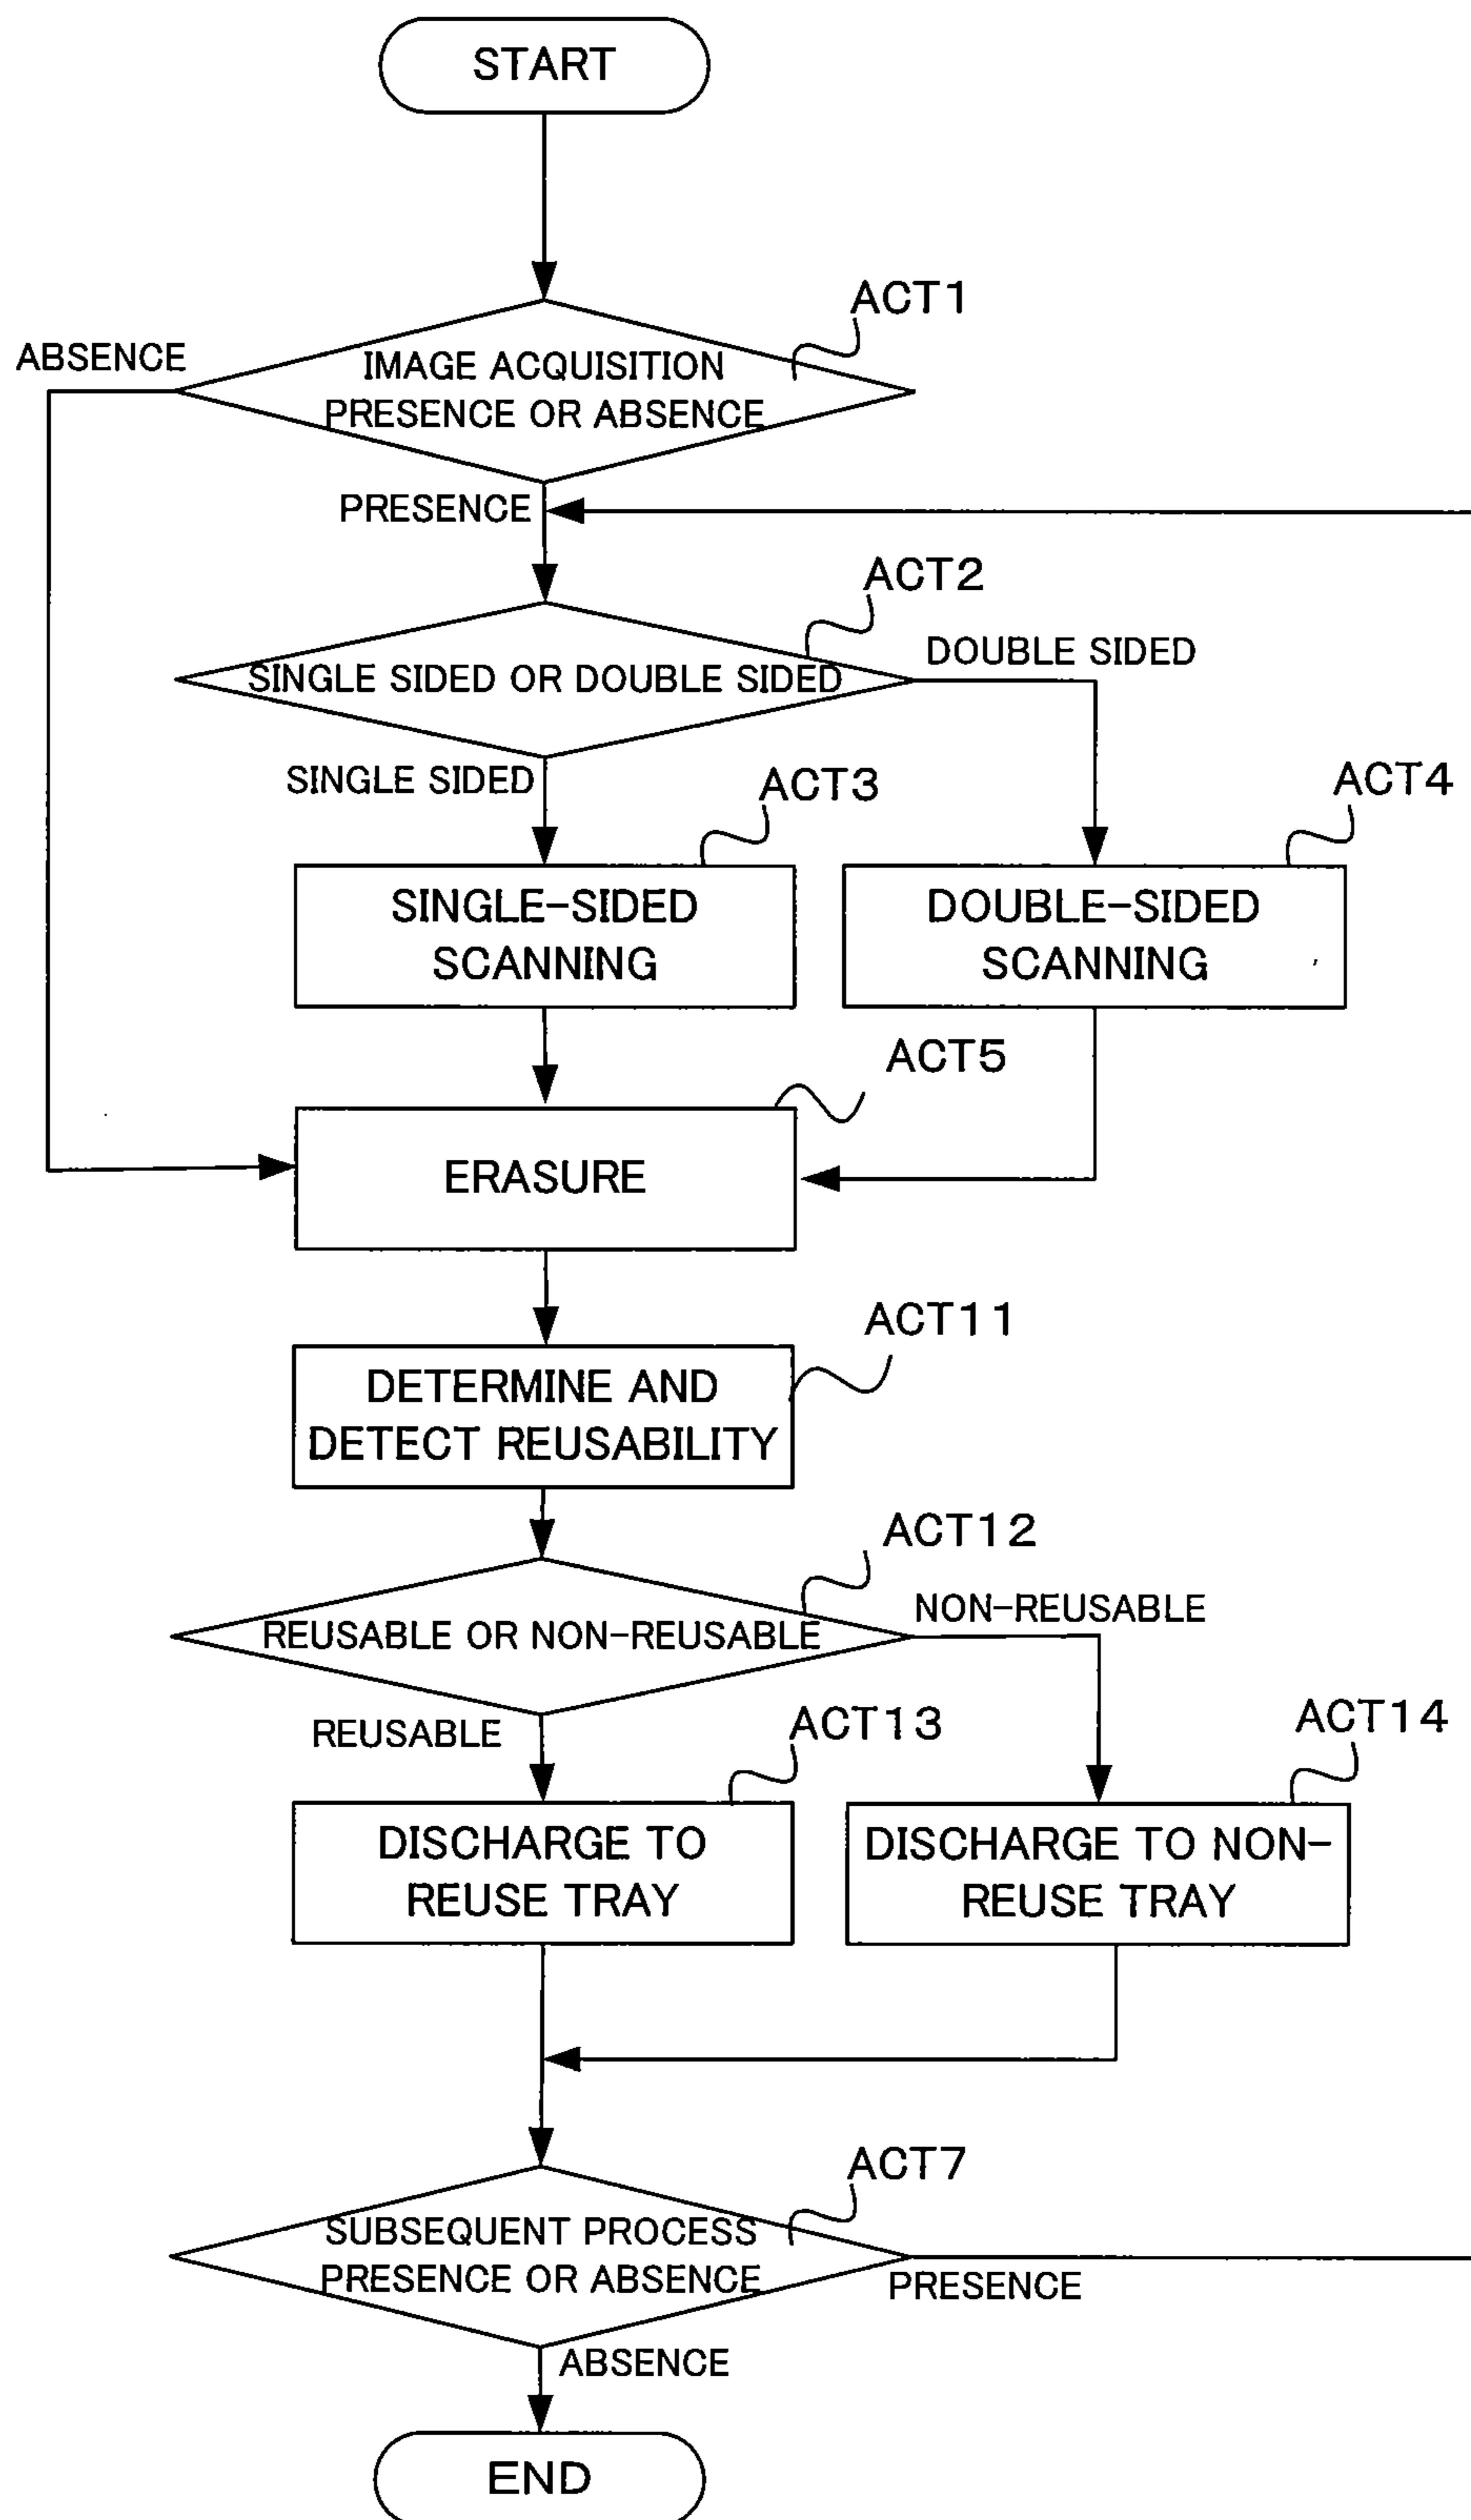 START
ACT1
ABSENCE
IMAGE ACQUISITION
PRESENCE OR ABSENCE
PRESENCE
ACT2
DOUBLE SIDED
SINGLE SIDED OR DOUBLE SIDED
SINGLE SIDED
ACT3
ACT4
SINGLE-SIDED
SCANNING
DOUBLE-SIDED
SCANNING
ACT5
ERASURE
ACT11
DETERMINE AND
DETECT REUSABILITY
ACT12
NON-REUSABLE
REUSABLE OR NON-REUSABLE
REUSABLE
ACT13
ACT14
DISCHARGE TO
REUSE TRAY
DISCHARGE TO NON-
REUSE TRAY
ACT7
SUBSEQUENT PROCESS
PRESENCE OR ABSENCE
PRESENCE
ABSENCE
END